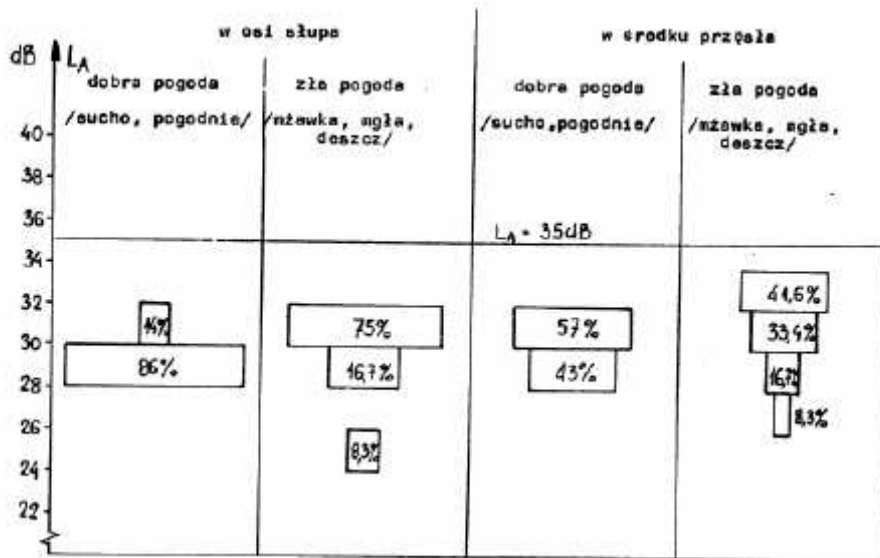 w osi słupa
w środku przęsła
dB
L_A
dobra pogoda
/sucho, pogodnie/
zła pogoda
/mżawka, mgła,
deszcz/
dobra pogoda
/sucho,pogodnie/
zła pogoda
/mżawka, mgła,
deszcz/
40
38
36
34
32
30
28
26
24
22
L_A = 35dB
14%
86%
75%
16,7%
8,3%
57%
43%
41,6%
33,4%
16,7%
8,3%